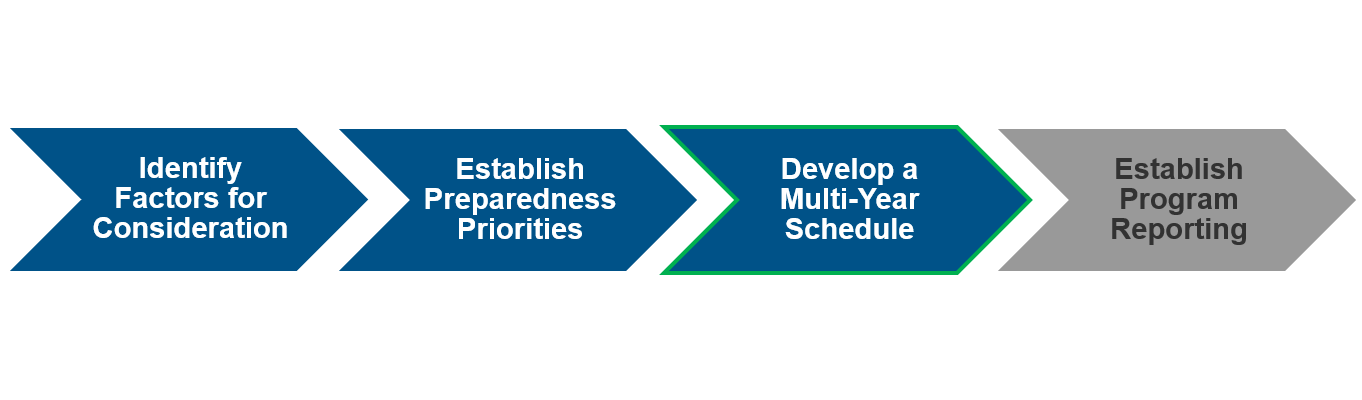 Identify
Factors for
Consideration
Establish
Preparedness
Priorities
Develop a
Multi-Year
Schedule
Establish
Program
Reporting